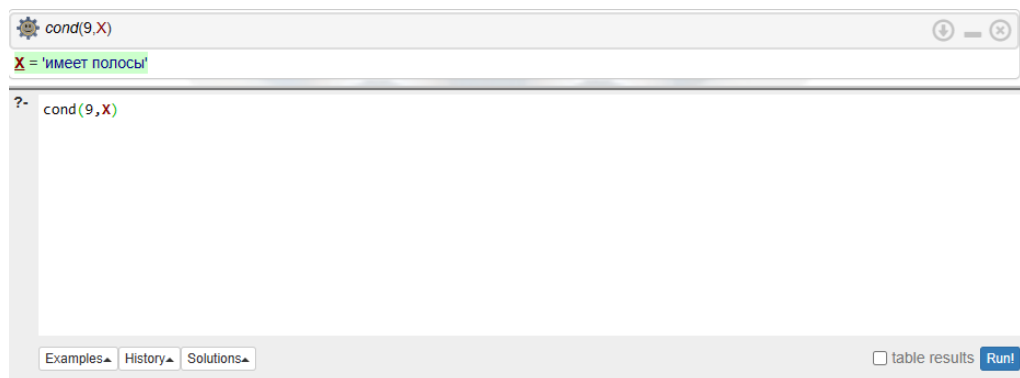 cond(9,X)
X = 'имеет полосы'
?- cond(9,X)
Examples History Solutions table results Run!